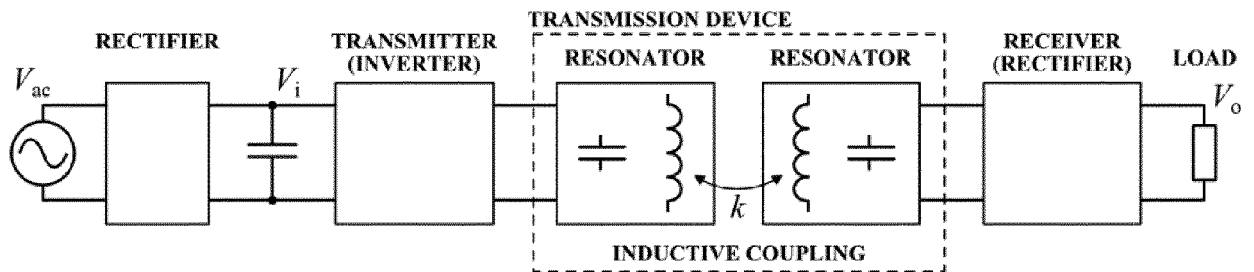 TRANSMISSION DEVICE
RECTIFIER
TRANSMITTER
(INVERTER)
RESONATOR
RESONATOR
RECEIVER
(RECTIFIER)
LOAD
Vac
Vi
Vo
k
INDUCTIVE COUPLING